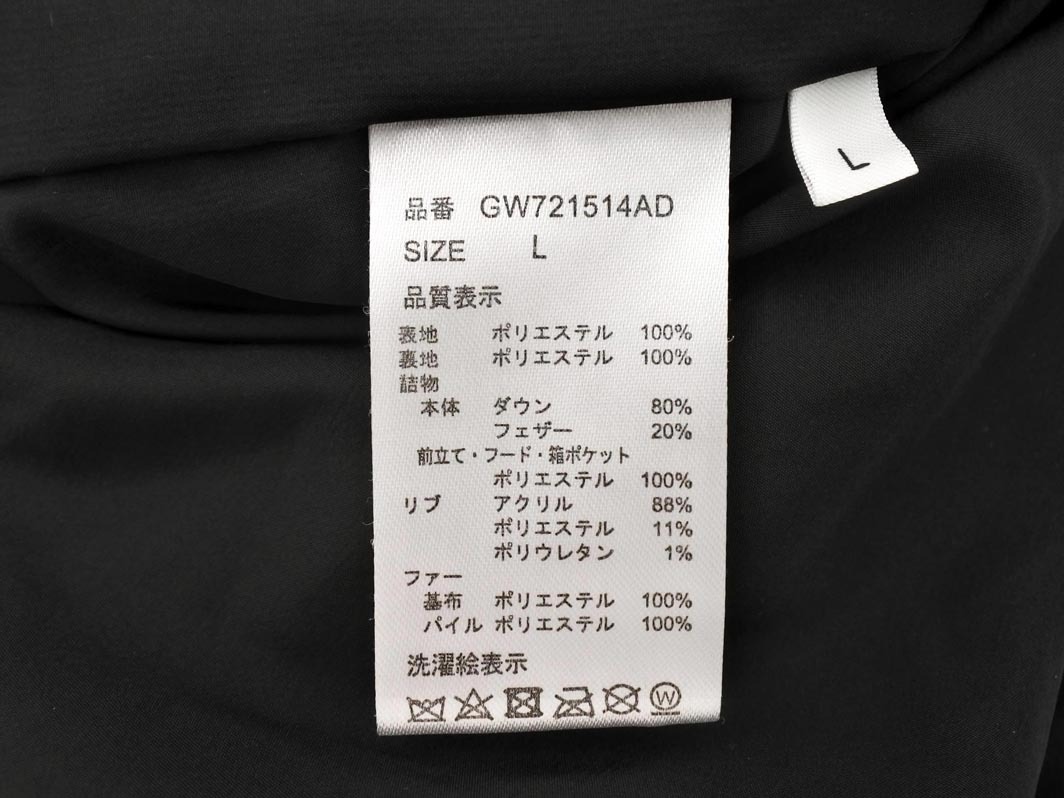 品番 GW721514AD
SIZE L
品質表示
表地 ポリエステル 100%
裏地 ポリエステル 100%
詰物
本体 ダウン 80%
フェザー 20%
前立て・フード・箱ポケット
ポリエステル 100%
リブ アクリル 88%
ポリエステル 11%
ポリウレタン 1%
ファー
基布 ポリエステル 100%
パイル ポリエステル 100%
洗濯絵表示
W
L